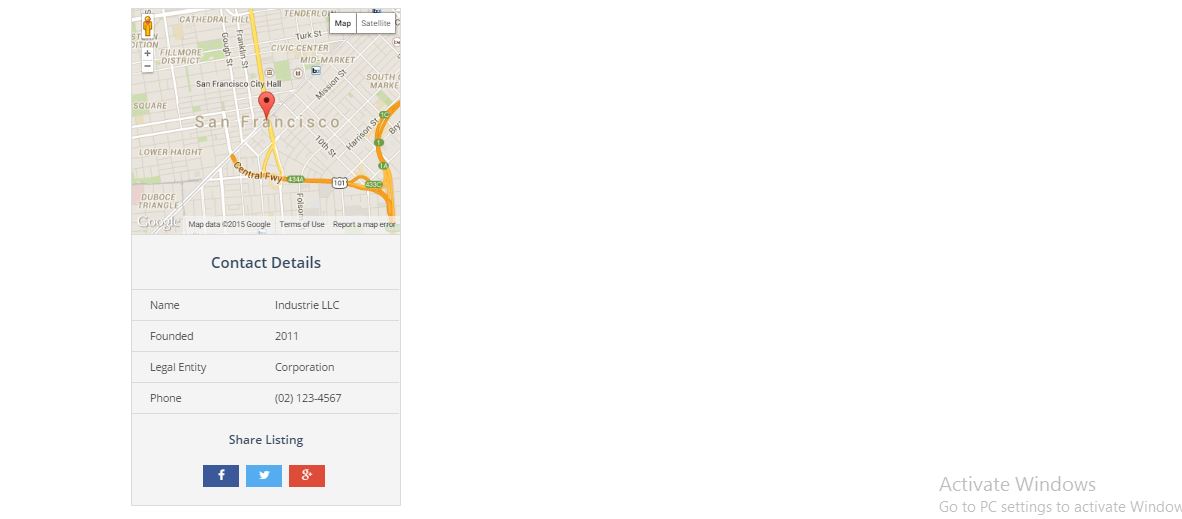 CATHEDRAL HILL
TENDERLOIN
Map Satellite
Turk St
Gough St
Franklin St
FILLMORE
DISTRICT
CIVIC CENTER
MID-MARKET
+
−
San Francisco City Hall
Mission St
SOUTH
MARKE
SQUARE
San Francisco
1C
Harrison St
10th St
1
LOWER HAIGHT
1A
Central Fwy
434A
101
433C
DUBOCE
TRIANGLE
Folsom
Google
Map data ©2015 Google Terms of Use Report a map error
Contact Details
Name Industrie LLC
Founded 2011
Legal Entity Corporation
Phone (02) 123-4567
Share Listing
f
g+
Activate Windows
Go to PC settings to activate Window